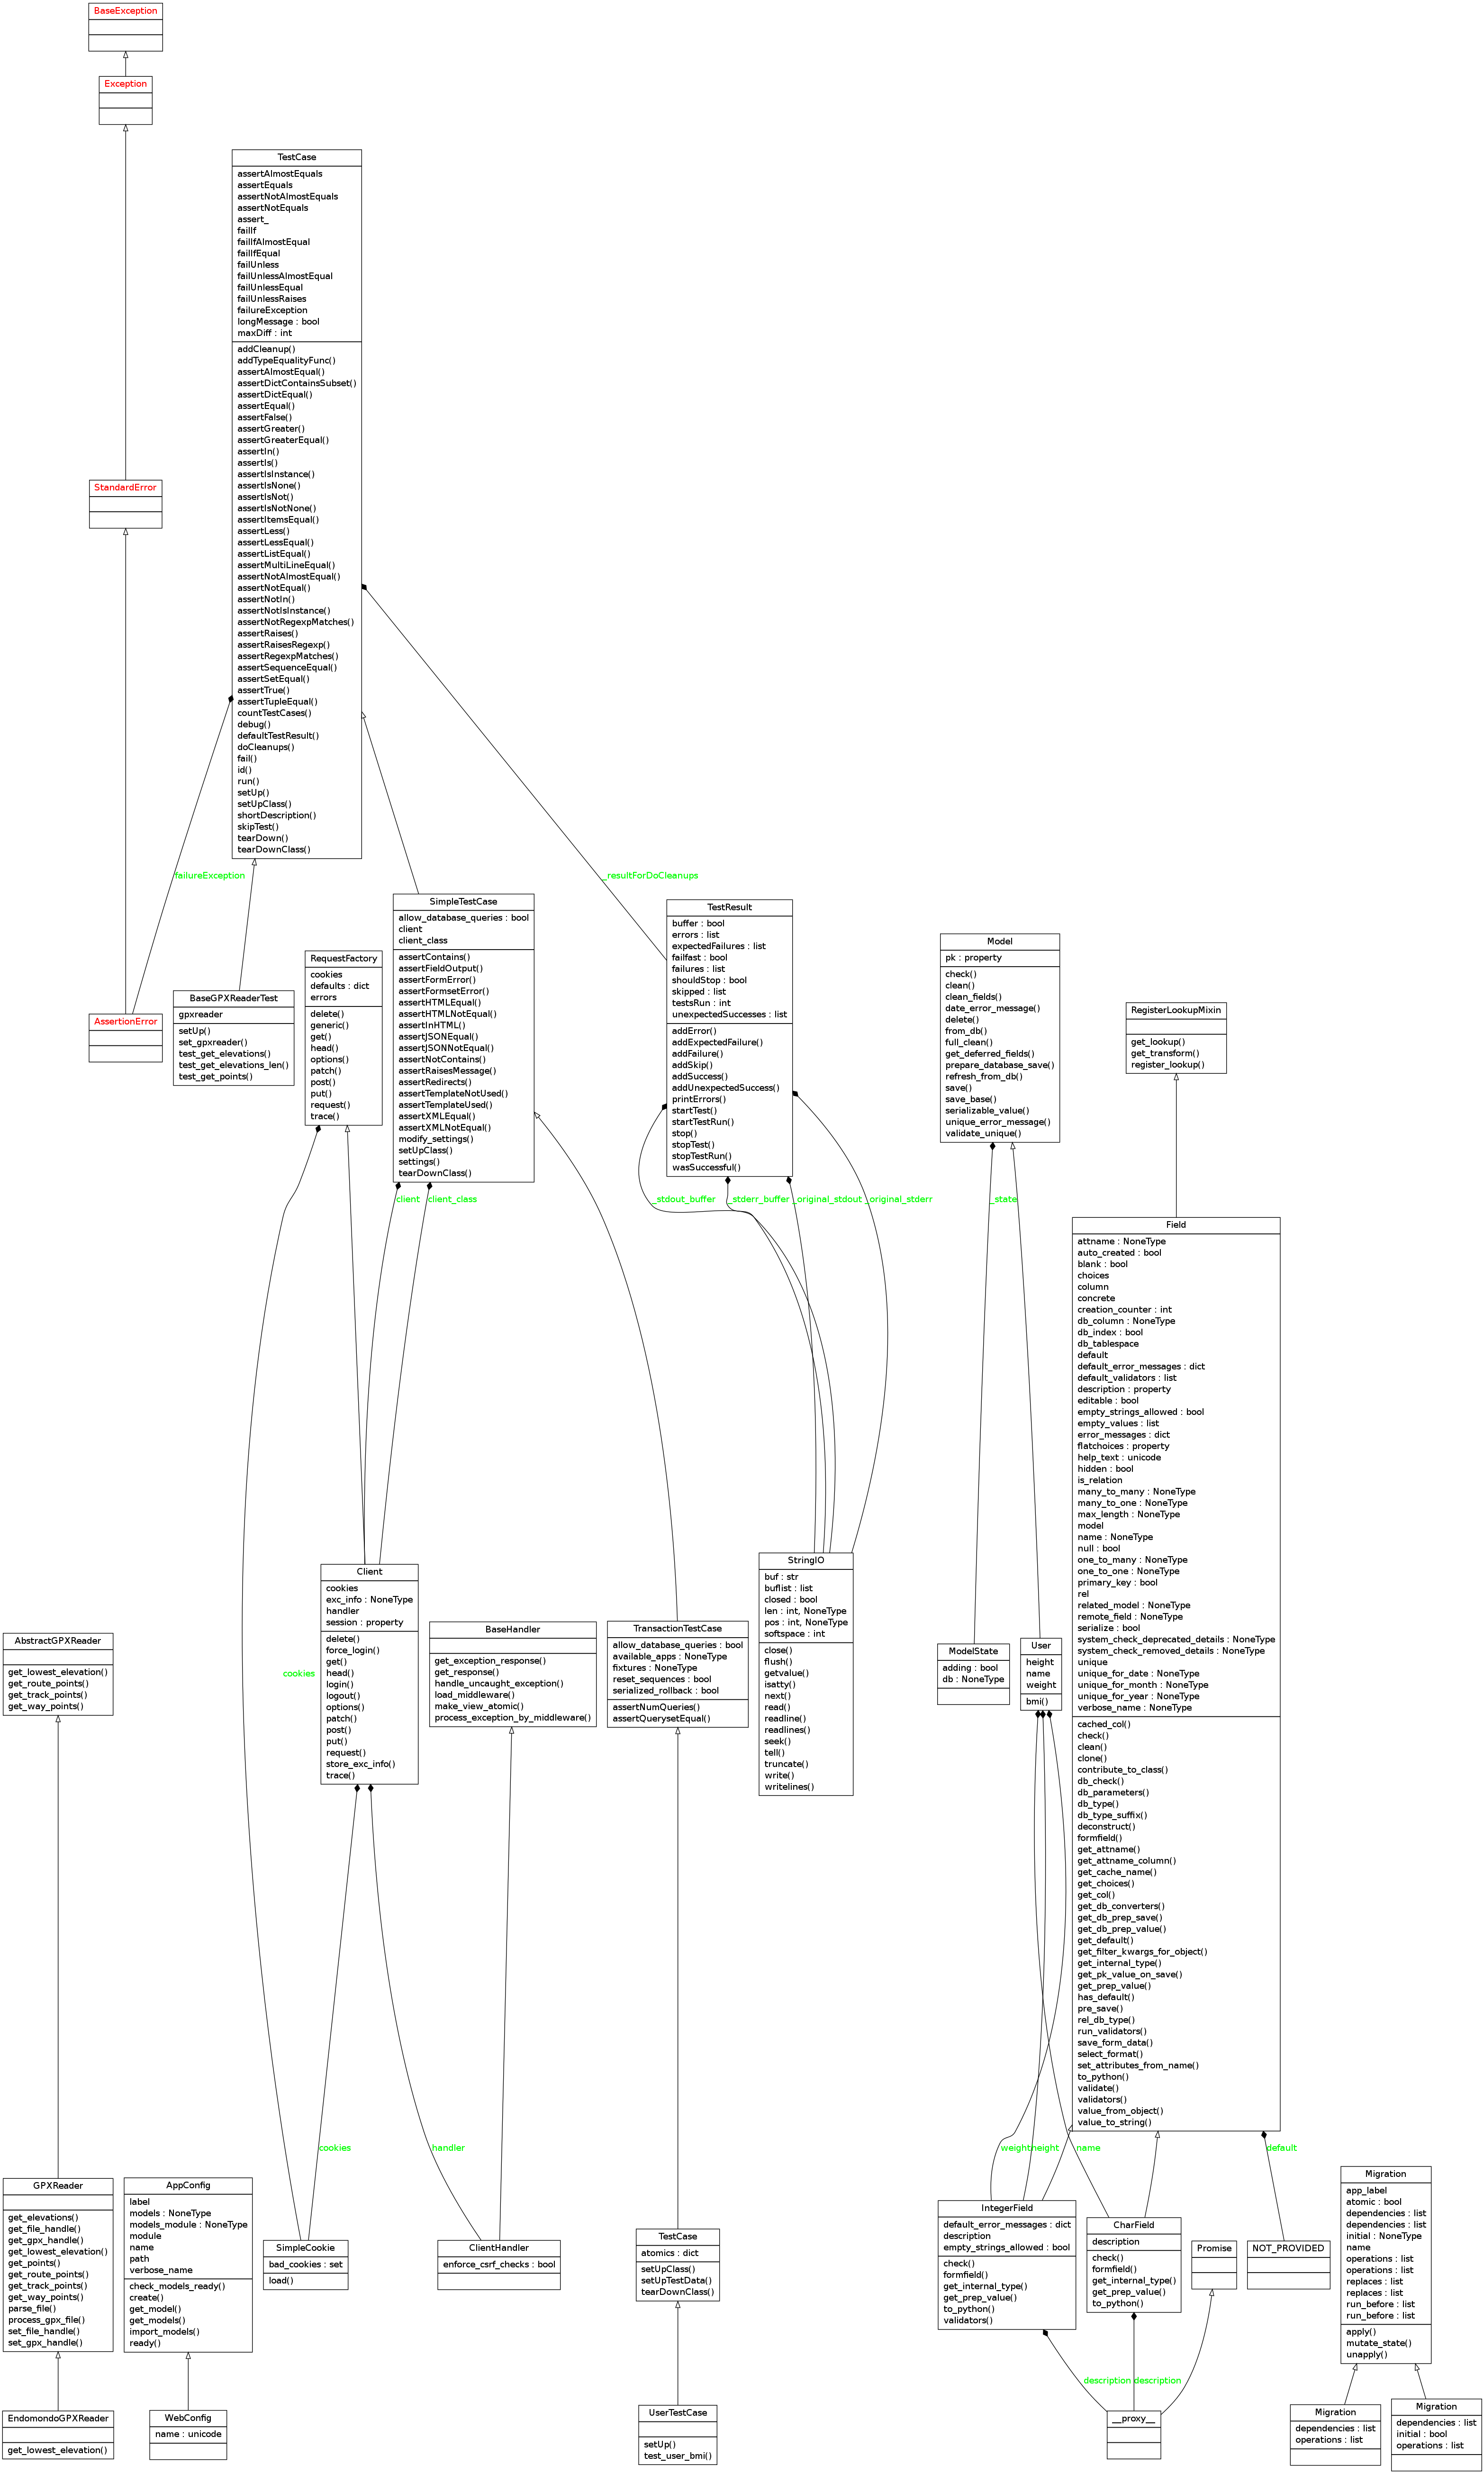 BaseException
Exception
TestCase
assertAlmostEquals
assertEquals
assertNotAlmostEquals
assertNotEquals
assert_
failIf
failIfAlmostEqual
failIfEqual
failUnless
failUnlessAlmostEqual
failUnlessEqual
failUnlessRaises
failureException
longMessage : bool
maxDiff : int
addCleanup()
addTypeEqualityFunc()
assertAlmostEqual()
assertDictContainsSubset()
assertDictEqual()
assertEqual()
assertFalse()
assertGreater()
assertGreaterEqual()
assertIn()
assertIs()
assertIsInstance()
assertIsNone()
assertIsNot()
assertIsNotNone()
assertItemsEqual()
assertLess()
assertLessEqual()
assertListEqual()
assertMultiLineEqual()
assertNotAlmostEqual()
assertNotEqual()
assertNotIn()
assertNotIsInstance()
assertNotRegexpMatches()
assertRaises()
assertRaisesRegexp()
assertRegexpMatches()
assertSequenceEqual()
assertSetEqual()
assertTrue()
assertTupleEqual()
countTestCases()
debug()
defaultTestResult()
doCleanups()
fail()
id()
run()
setUp()
setUpClass()
shortDescription()
skipTest()
tearDown()
tearDownClass()
StandardError
failureException
_resultForDoCleanups
AssertionError
BaseGPXReaderTest
gpxreader
setUp()
set_gpxreader()
test_get_elevations()
test_get_elevations_len()
test_get_points()
RequestFactory
cookies
defaults : dict
errors
delete()
generic()
get()
head()
options()
patch()
post()
put()
request()
trace()
SimpleTestCase
allow_database_queries : bool
client
client_class
assertContains()
assertFieldOutput()
assertFormError()
assertFormsetError()
assertHTMLEqual()
assertHTMLNotEqual()
assertInHTML()
assertJSONEqual()
assertJSONNotEqual()
assertNotContains()
assertRaisesMessage()
assertRedirects()
assertTemplateNotUsed()
assertTemplateUsed()
assertXMLEqual()
assertXMLNotEqual()
modify_settings()
setUpClass()
settings()
tearDownClass()
TestResult
buffer : bool
errors : list
expectedFailures : list
failfast : bool
failures : list
shouldStop : bool
skipped : list
testsRun : int
unexpectedSuccesses : list
addError()
addExpectedFailure()
addFailure()
addSkip()
addSuccess()
addUnexpectedSuccess()
printErrors()
startTest()
startTestRun()
stop()
stopTest()
stopTestRun()
wasSuccessful()
Model
pk : property
check()
clean()
clean_fields()
date_error_message()
delete()
from_db()
full_clean()
get_deferred_fields()
prepare_database_save()
refresh_from_db()
save()
save_base()
serializable_value()
unique_error_message()
validate_unique()
RegisterLookupMixin
get_lookup()
get_transform()
register_lookup()
client
client_class
_stdout_buffer
_stderr_buffer
_original_stdout
_original_stderr
_state
Field
attname : NoneType
auto_created : bool
blank : bool
choices
column
concrete
creation_counter : int
db_column : NoneType
db_index : bool
db_tablespace
default
default_error_messages : dict
default_validators : list
description : property
editable : bool
empty_strings_allowed : bool
empty_values : list
error_messages : dict
flatchoices : property
help_text : unicode
hidden : bool
is_relation
many_to_many : NoneType
many_to_one : NoneType
max_length : NoneType
model
name : NoneType
null : bool
one_to_many : NoneType
one_to_one : NoneType
primary_key : bool
rel
related_model : NoneType
remote_field : NoneType
serialize : bool
system_check_deprecated_details : NoneType
system_check_removed_details : NoneType
unique
unique_for_date : NoneType
unique_for_month : NoneType
unique_for_year : NoneType
verbose_name : NoneType
cached_col()
check()
clean()
clone()
contribute_to_class()
db_check()
db_parameters()
db_type()
db_type_suffix()
deconstruct()
formfield()
get_attname()
get_attname_column()
get_cache_name()
get_choices()
get_col()
get_db_converters()
get_db_prep_save()
get_db_prep_value()
get_default()
get_filter_kwargs_for_object()
get_internal_type()
get_pk_value_on_save()
get_prep_value()
has_default()
pre_save()
rel_db_type()
run_validators()
save_form_data()
select_format()
set_attributes_from_name()
to_python()
validate()
validators()
value_from_object()
value_to_string()
AbstractGPXReader
get_lowest_elevation()
get_route_points()
get_track_points()
get_way_points()
cookies
Client
cookies
exc_info : NoneType
handler
session : property
delete()
force_login()
get()
head()
login()
logout()
options()
patch()
post()
put()
request()
store_exc_info()
trace()
BaseHandler
get_exception_response()
get_response()
handle_uncaught_exception()
load_middleware()
make_view_atomic()
process_exception_by_middleware()
TransactionTestCase
allow_database_queries : bool
available_apps : NoneType
fixtures : NoneType
reset_sequences : bool
serialized_rollback : bool
assertNumQueries()
assertQuerysetEqual()
StringIO
buf : str
buflist : list
closed : bool
len : int, NoneType
pos : int, NoneType
softspace : int
close()
flush()
getvalue()
isatty()
next()
read()
readline()
readlines()
seek()
tell()
truncate()
write()
writelines()
ModelState
adding : bool
db : NoneType
User
height
name
weight
bmi()
cookies
handler
weight
height
name
default
GPXReader
get_elevations()
get_file_handle()
get_gpx_handle()
get_lowest_elevation()
get_points()
get_route_points()
get_track_points()
get_way_points()
parse_file()
process_gpx_file()
set_file_handle()
set_gpx_handle()
AppConfig
label
models : NoneType
models_module : NoneType
module
name
path
verbose_name
check_models_ready()
create()
get_model()
get_models()
import_models()
ready()
SimpleCookie
bad_cookies : set
load()
ClientHandler
enforce_csrf_checks : bool
TestCase
atomics : dict
setUpClass()
setUpTestData()
tearDownClass()
IntegerField
default_error_messages : dict
description
empty_strings_allowed : bool
check()
formfield()
get_internal_type()
get_prep_value()
to_python()
validators()
CharField
description
check()
formfield()
get_internal_type()
get_prep_value()
to_python()
Promise
NOT_PROVIDED
Migration
app_label
atomic : bool
dependencies : list
dependencies : list
initial : NoneType
name
operations : list
operations : list
replaces : list
replaces : list
run_before : list
run_before : list
apply()
mutate_state()
unapply()
description
description
EndomondoGPXReader
get_lowest_elevation()
WebConfig
name : unicode
UserTestCase
setUp()
test_user_bmi()
__proxy__
Migration
dependencies : list
operations : list
Migration
dependencies : list
initial : bool
operations : list